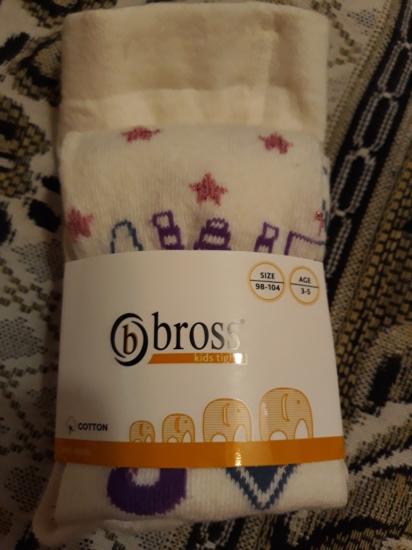 SIZE
98-104
AGE
3-5
b bross
kids tights
COTTON